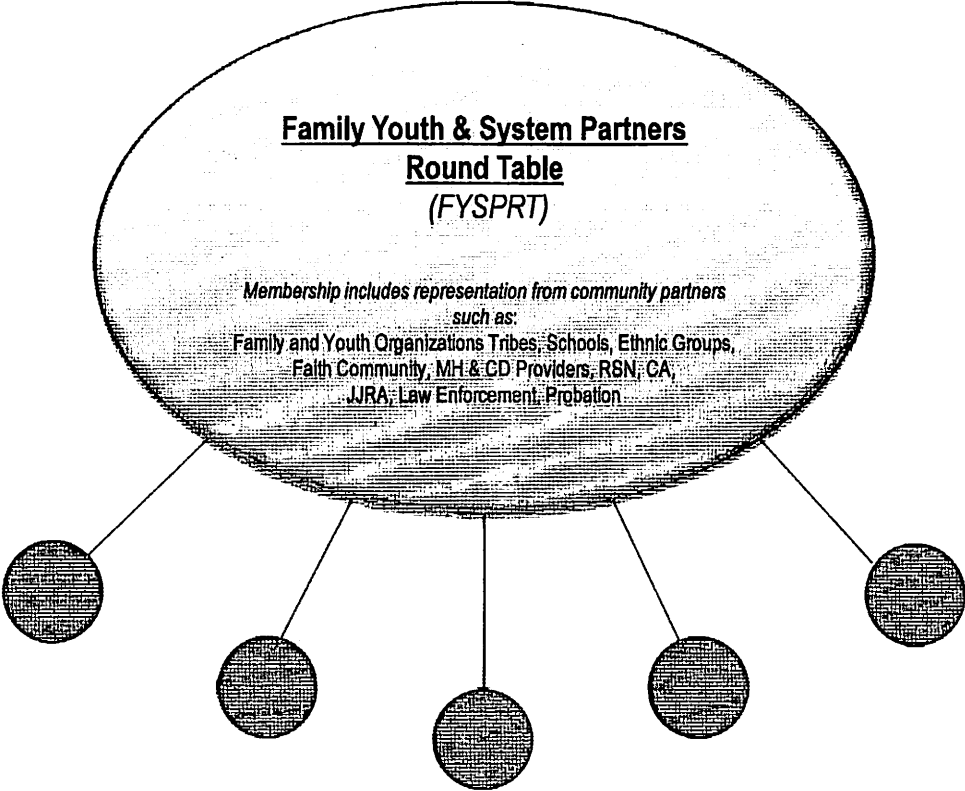 Family Youth & System Partners
Round Table
(FYSPRT)
Membership includes representation from community partners
such as:
Family and Youth Organizations Tribes, Schools, Ethnic Groups,
Faith Community, MH & CD Providers, RSN, CA,
JJRA, Law Enforcement, Probation